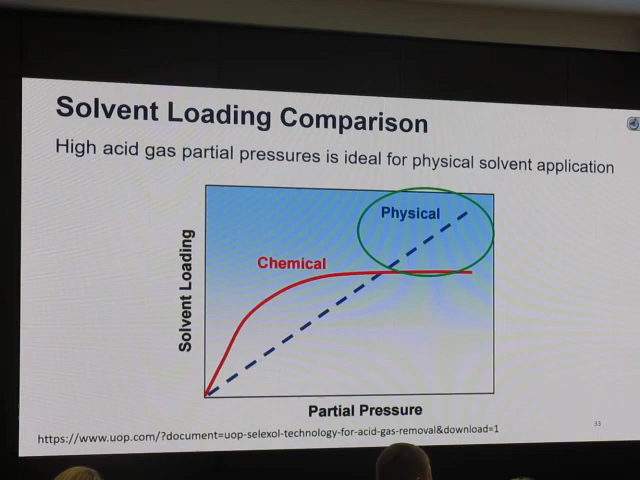 Solvent Loading Comparison
High acid gas partial pressures is ideal for physical solvent application
Physical
Chemical
Solvent Loading
Partial Pressure
https://www.uop.com/?document=uop-selexol-technology-for-acid-gas-removal&download=1
33